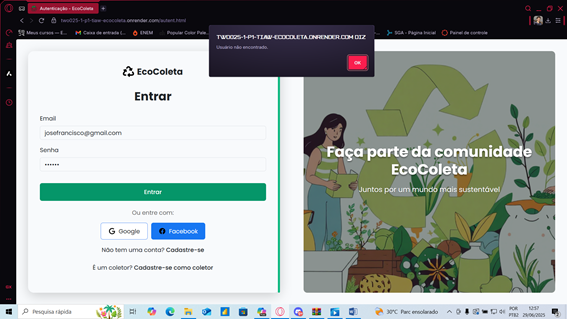 Autenticação - EcoColeta
two025-1-p1-tiaw-ecocoleta.onrender.com/autent.html
Meus cursos — E...
Caixa de entrada (...
ENEM
Popular Color Pale...
SGA - Página Inicial
Painel de controle
TWO025-1-P1-TIAW-ECOCOLETA.ONRENDER.COM DIZ
Usuário não encontrado.
OK
EcoColeta
Entrar
Email
josefrancisco@gmail.com
Senha
••••••
Entrar
Ou entre com:
Google
Facebook
Não tem uma conta? Cadastre-se
É um coletor? Cadastre-se como coletor
Faça parte da comunidade
EcoColeta
Juntos por um mundo mais sustentável
Pesquisa rápida
30°C Parc ensolarado
POR
PTB2
12:57
29/06/2025